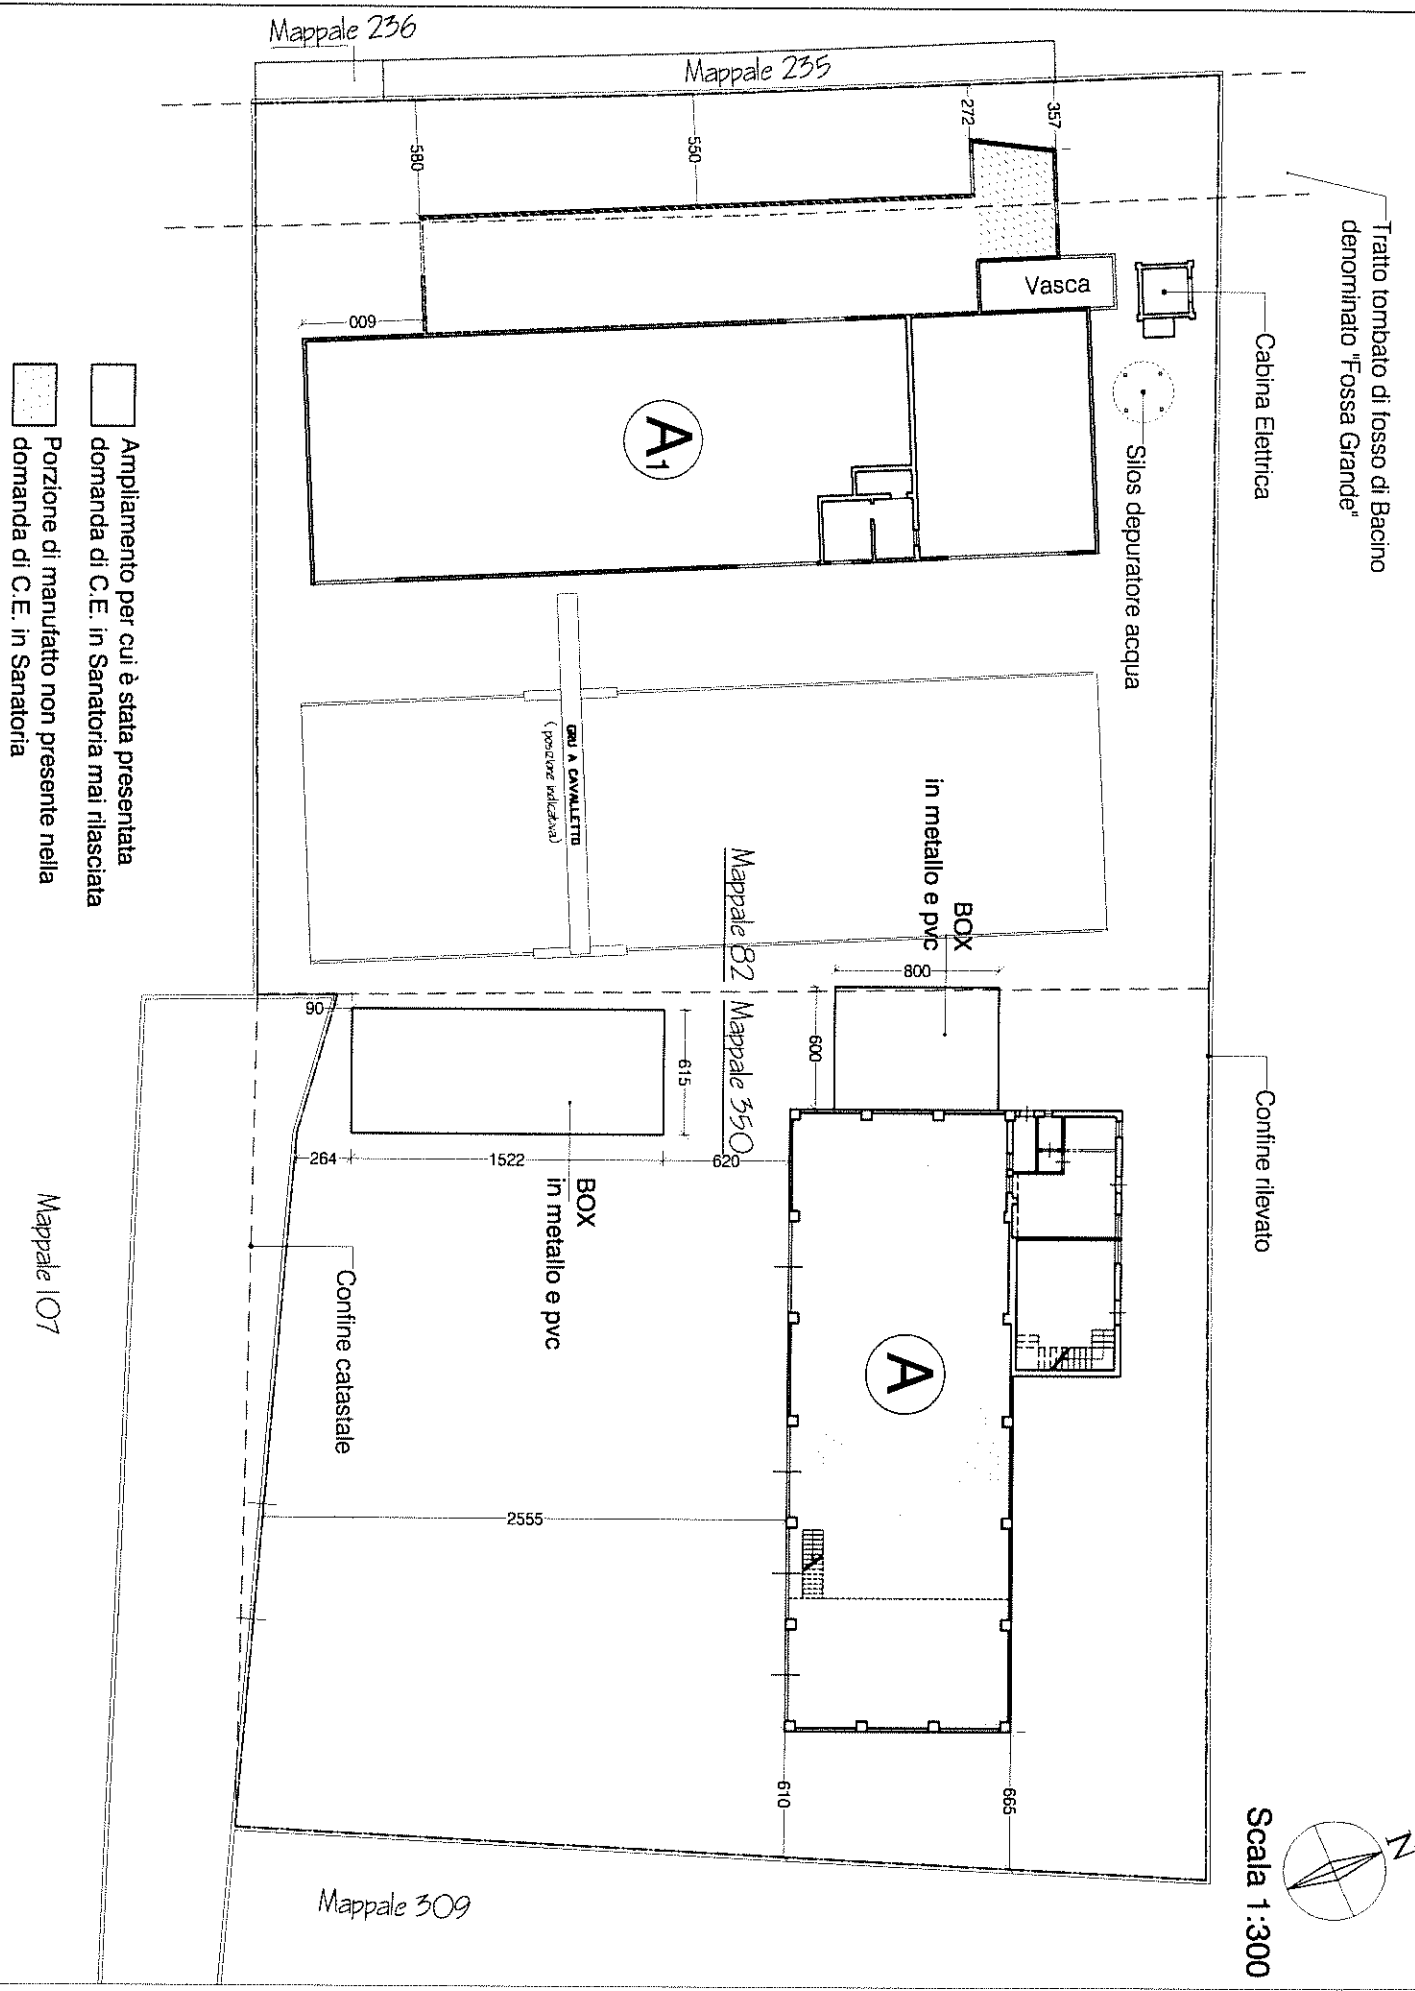 Mappale 236
Mappale 235
Tratto tombato di fosso di Bacino
denominato "Fossa Grande"
357
272
550
580
Vasca
Cabina Elettrica
Silos depuratore acqua
600
A1
Ampliamento per cui è stata presentata
domanda di C.E. in Sanatoria mai rilasciata
Porzione di manufatto non presente nella
domanda di C.E. in Sanatoria
GRU A CAVALLETTO
(posizione indicativa)
BOX
in metallo e pvc
Mappale 82
Mappale 350
800
600
90
615
264
1522
620
BOX
in metallo e pvc
Confine rilevato
Confine catastale
Mappale 107
A
2555
610
665
Mappale 309
N
Scala 1:300